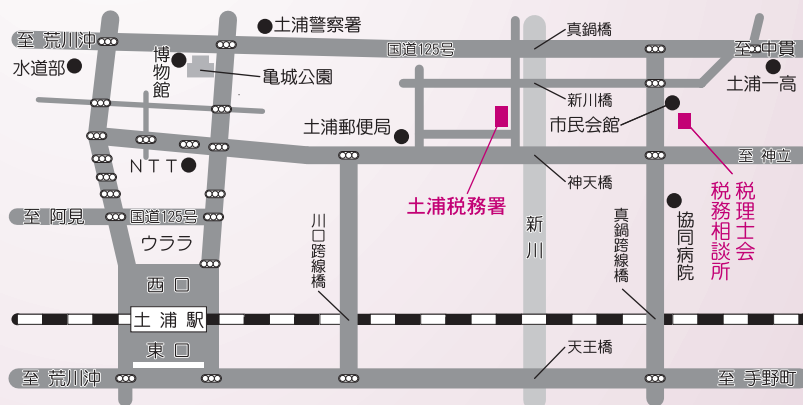 土浦警察署
真鍋橋
至 荒川沖
国道125号
至 中貫
水道部
博物館
亀城公園
土浦一高
新川橋
土浦郵便局
市民会館
NTT
至 神立
神天橋
土浦税務署
税理士会
税務相談所
至 阿見
国道125号
ウララ
川口跨線橋
新川
真鍋跨線橋
協同病院
西口
土浦駅
東口
天王橋
至 荒川沖
至 手野町